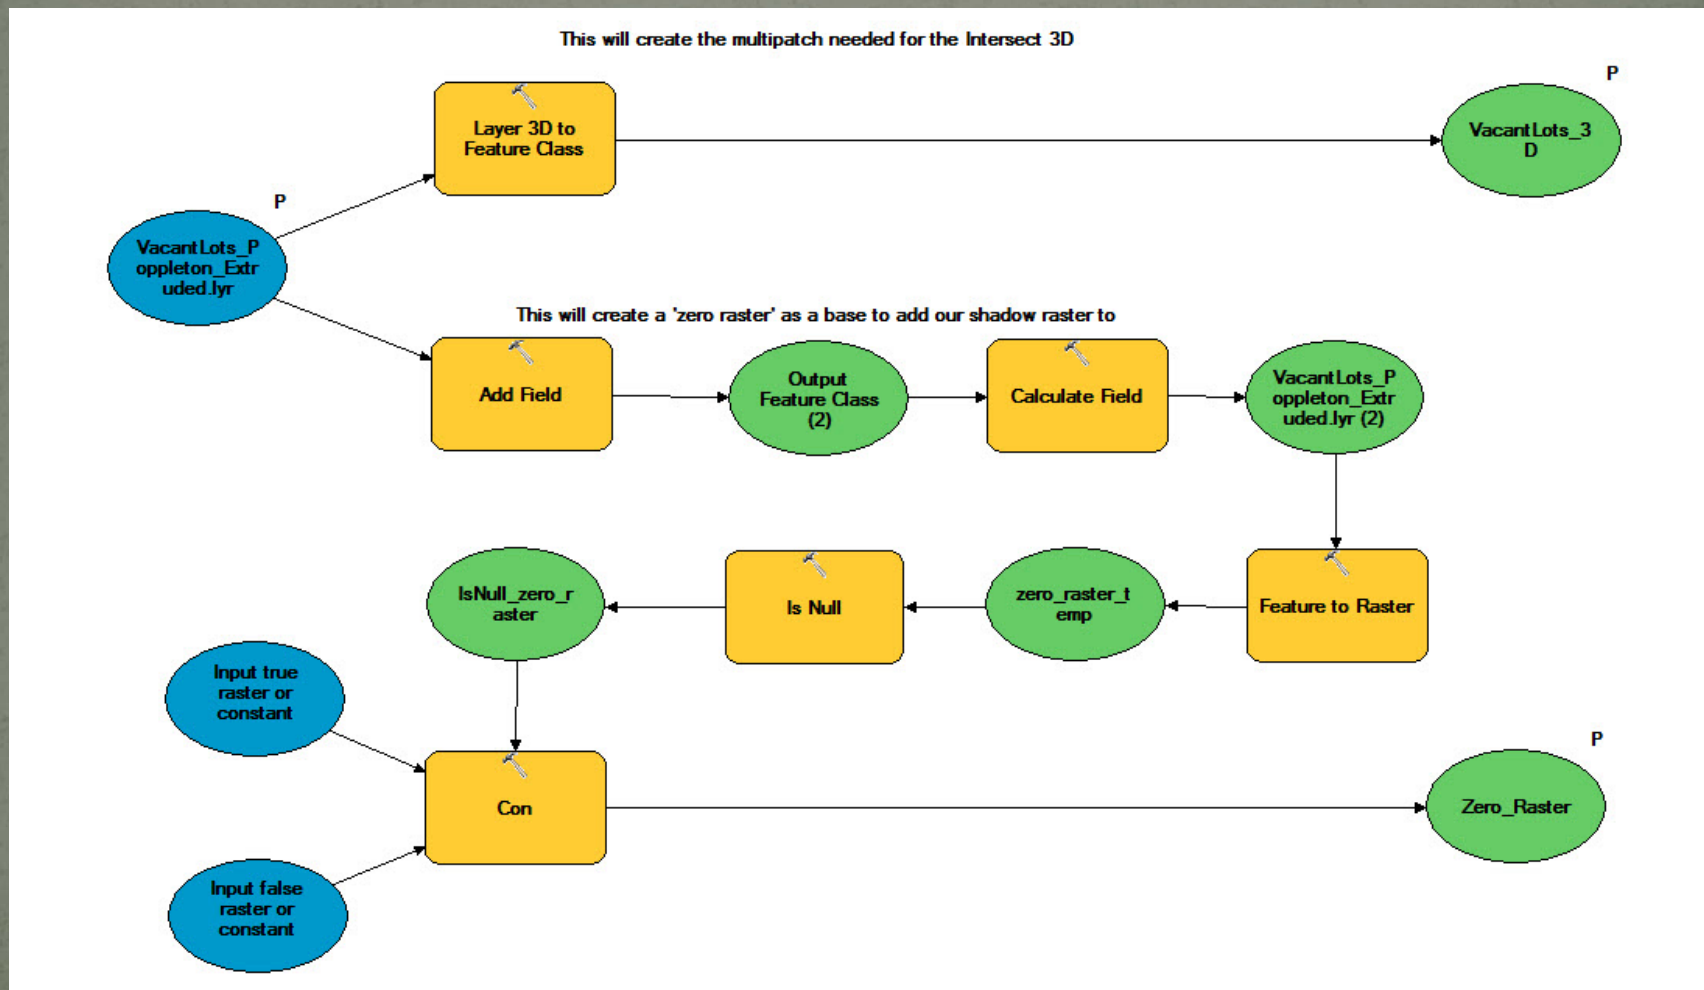 This will create the multipatch needed for the Intersect 3D
P
Layer 3D to
Feature Class
VacantLots_3
D
P
VacantLots_P
oppleton_Extr
uded.lyr
This will create a 'zero raster' as a base to add our shadow raster to
Add Field
Output
Feature Class
(2)
Calculate Field
VacantLots_P
oppleton_Extr
uded.lyr (2)
IsNull_zero_r
aster
Is Null
zero_raster_t
emp
Feature to Raster
Input true
raster or
constant
P
Con
Zero_Raster
Input false
raster or
constant